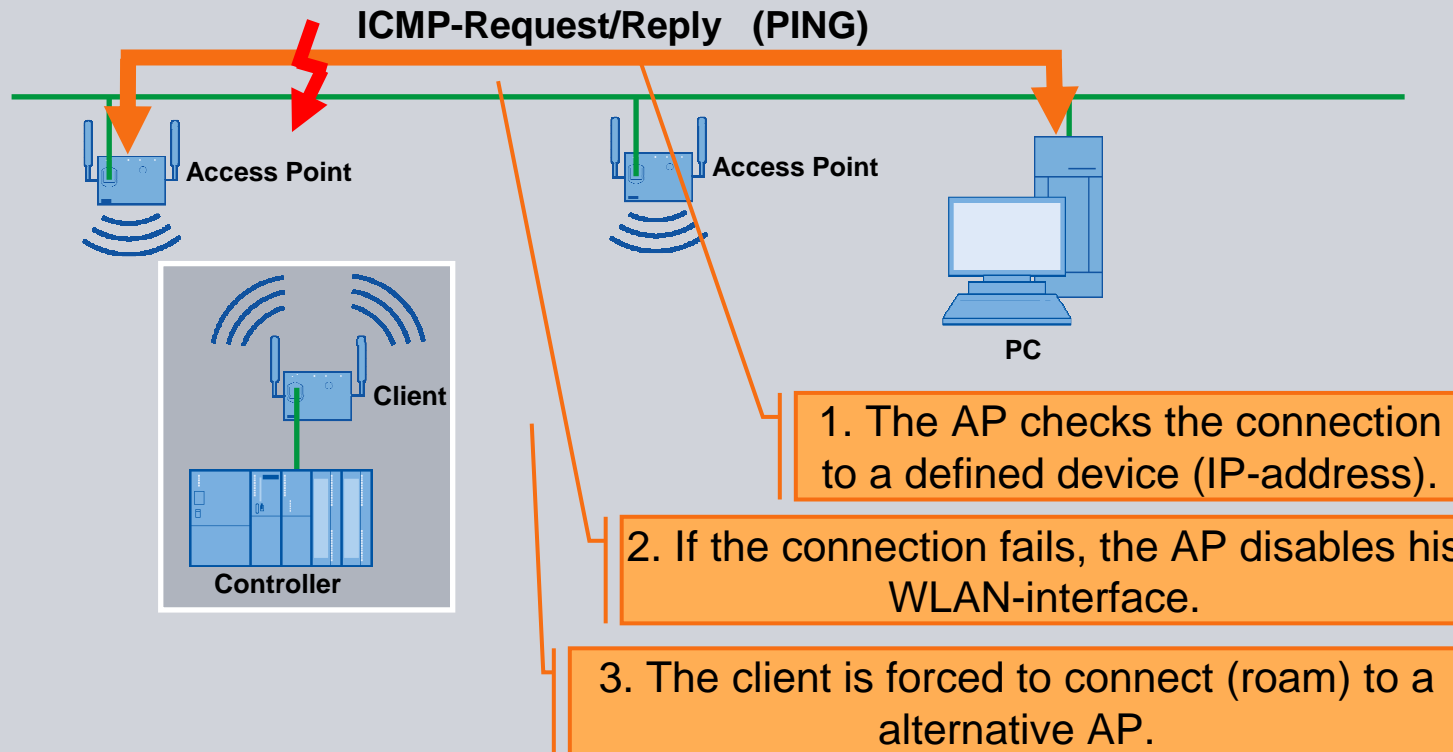 ICMP-Request/Reply (PING)
Access Point
Access Point
Client
PC
Controller
1. The AP checks the connection
to a defined device (IP-address).
2. If the connection fails, the AP disables his
WLAN-interface.
3. The client is forced to connect (roam) to a
alternative AP.